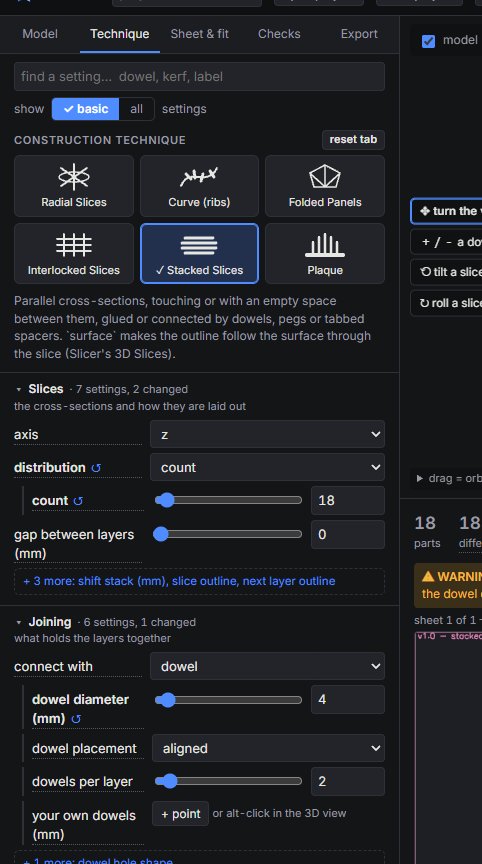 Model
Technique
Sheet & fit
Checks
Export
model
find a setting... dowel, kerf, label
show
✓ basic
all
settings
CONSTRUCTION TECHNIQUE
reset tab
Radial Slices
Curve (ribs)
Folded Panels
Interlocked Slices
✓ Stacked Slices
Plaque
Parallel cross-sections, touching or with an empty space
between them, glued or connected by dowels, pegs or tabbed
spacers. `surface` makes the outline follow the surface through
the slice (Slicer's 3D Slices).
▾ Slices · 7 settings, 2 changed
the cross-sections and how they are laid out
axis
z
distribution ↺
count
count ↺
18
gap between layers
(mm)
0
+ 3 more: shift stack (mm), slice outline, next layer outline
▾ Joining · 6 settings, 1 changed
what holds the layers together
connect with
dowel
dowel diameter
(mm) ↺
4
dowel placement
aligned
dowels per layer
2
your own dowels
(mm)
+ point
or alt-click in the 3D view
+ 1 more: dowel hole shape
✥ turn the
+ / - a do
⟲ tilt a slice
↻ roll a slice
▶ drag = orb
18
parts
18
diffe
⚠ WARNIN
the dowel
sheet 1 of 1
v1.0 — stacked